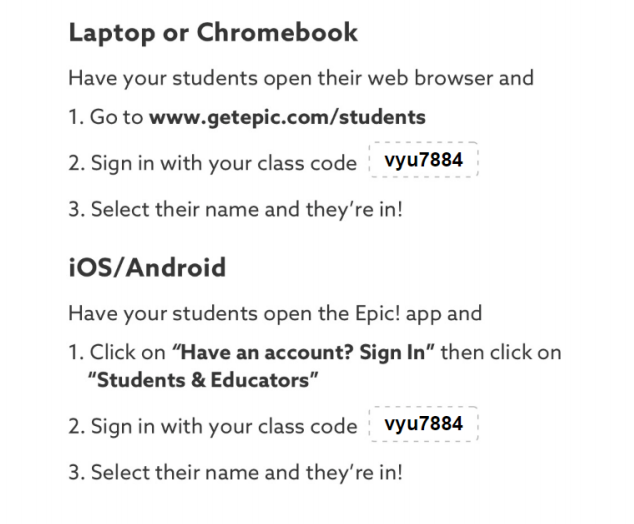 Laptop or Chromebook
Have your students open their web browser and
1. Go to www.getepic.com/students
2. Sign in with your class code vyu7884
3. Select their name and they’re in!
iOS/Android
Have your students open the Epic! app and
1. Click on “Have an account? Sign In” then click on
“Students & Educators”
2. Sign in with your class code vyu7884
3. Select their name and they’re in!